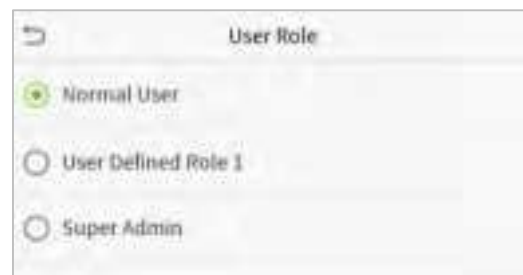 User Role
Normal User
User Defined Role 1
Super Admin